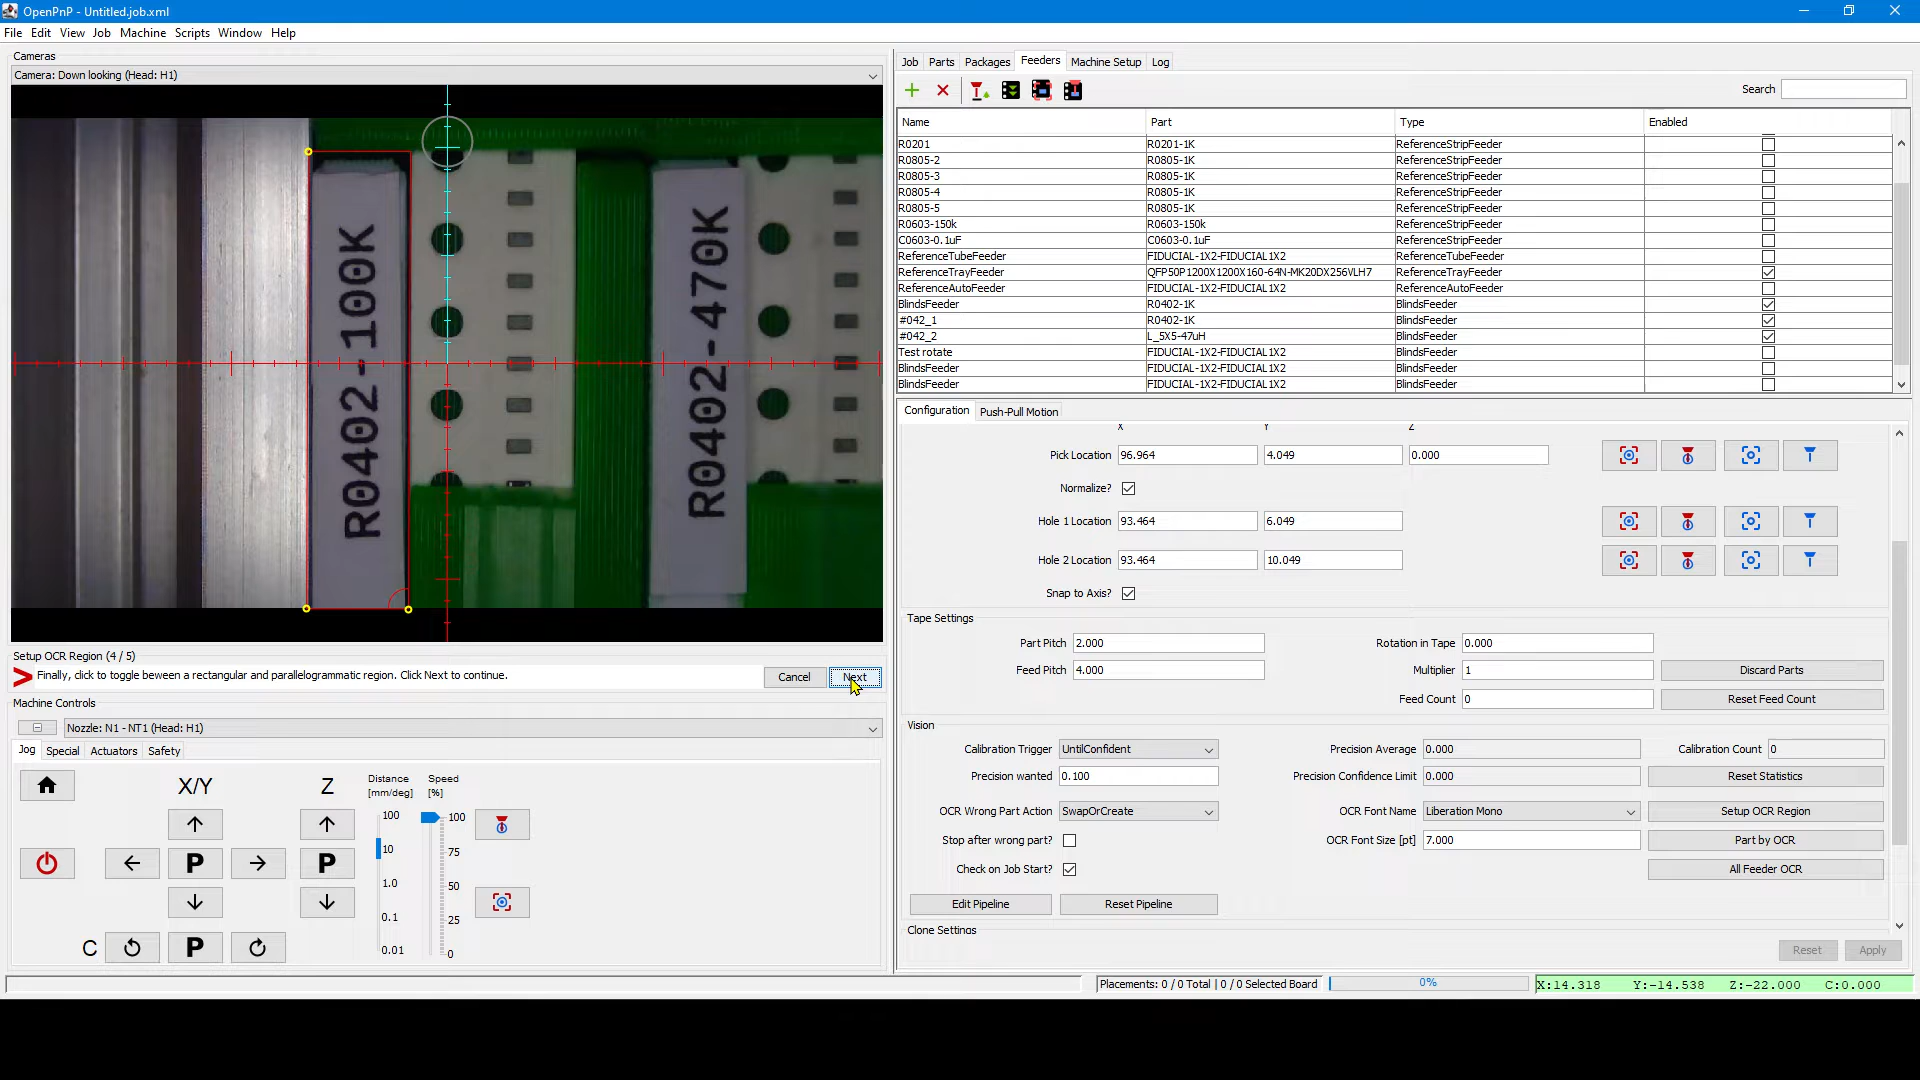 OpenPnP - Untitled.job.xml
File Edit View Job Machine Scripts Window Help
Cameras
Camera: Down looking (Head: H1)
R0402-100K
R0402-470K
Setup OCR Region (4 / 5)
Finally, click to toggle beween a rectangular and parallelogrammatic region. Click Next to continue.
Cancel Next
Machine Controls
Nozzle: N1 - NT1 (Head: H1)
Jog Special Actuators Safety
X/Y Z
Distance [mm/deg]
Speed [%]
100 10 1.0 0.1 0.01
100 75 50 25 0
P P
C P
Job Parts Packages Feeders Machine Setup Log
Search
Name Part Type Enabled
R0201 R0201-1K ReferenceStripFeeder
R0805-2 R0805-1K ReferenceStripFeeder
R0805-3 R0805-1K ReferenceStripFeeder
R0805-4 R0805-1K ReferenceStripFeeder
R0805-5 R0805-1K ReferenceStripFeeder
R0603-150k R0603-150k ReferenceStripFeeder
C0603-0.1uF C0603-0.1uF ReferenceStripFeeder
ReferenceTubeFeeder FIDUCIAL-1X2-FIDUCIAL1X2 ReferenceTubeFeeder
ReferenceTrayFeeder QFP50P1200X1200X160-64N-MK20DX256VLH7 ReferenceTrayFeeder
ReferenceAutoFeeder FIDUCIAL-1X2-FIDUCIAL1X2 ReferenceAutoFeeder
BlindsFeeder R0402-1K BlindsFeeder
#042_1 R0402-1K BlindsFeeder
#042_2 L_5X5-47uH BlindsFeeder
Test rotate FIDUCIAL-1X2-FIDUCIAL1X2 BlindsFeeder
BlindsFeeder FIDUCIAL-1X2-FIDUCIAL1X2 BlindsFeeder
BlindsFeeder FIDUCIAL-1X2-FIDUCIAL1X2 BlindsFeeder
Configuration Push-Pull Motion
X Y Z
Pick Location 96.964 4.049 0.000
Normalize?
Hole 1 Location 93.464 6.049
Hole 2 Location 93.464 10.049
Snap to Axis?
Tape Settings
Part Pitch 2.000 Rotation in Tape 0.000
Feed Pitch 4.000 Multiplier 1 Discard Parts
Feed Count 0 Reset Feed Count
Vision
Calibration Trigger UntilConfident Precision Average 0.000 Calibration Count 0
Precision wanted 0.100 Precision Confidence Limit 0.000 Reset Statistics
OCR Wrong Part Action SwapOrCreate OCR Font Name Liberation Mono Setup OCR Region
Stop after wrong part? OCR Font Size [pt] 7.000 Part by OCR
Check on Job Start? All Feeder OCR
Edit Pipeline Reset Pipeline
Clone Settings
Reset Apply
Placements: 0 / 0 Total | 0 / 0 Selected Board 0% X:14.318 Y:-14.538 Z:-22.000 C:0.000